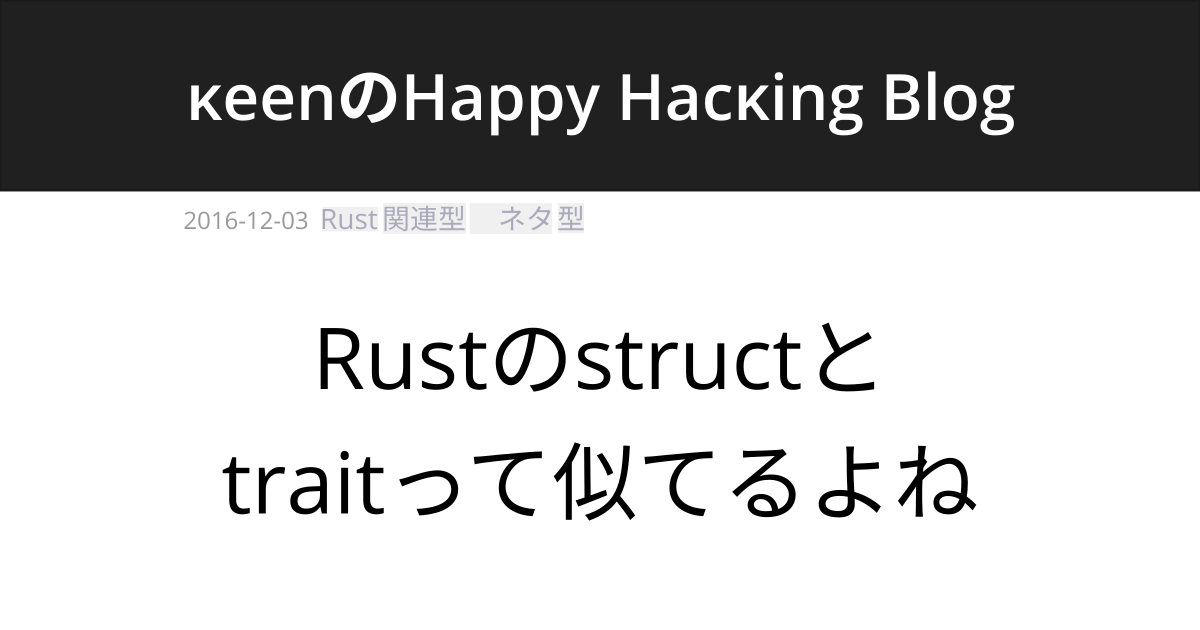 κeenのHappy Hacκing Blog
2016-12-03 Rust 関連型 ネタ 型
Rustのstructと
traitって似てるよね